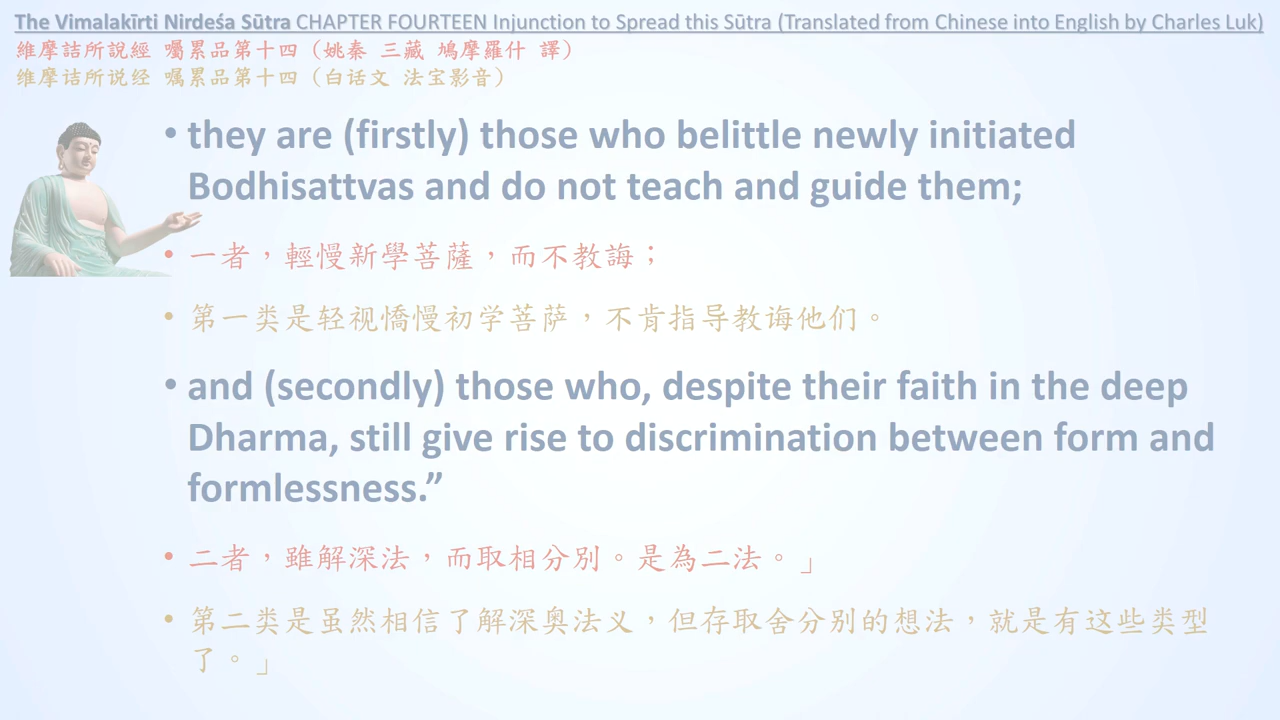 The Vimalakīrti Nirdeśa Sūtra CHAPTER FOURTEEN Injunction to Spread this Sūtra (Translated from Chinese into English by Charles Luk)
維摩詰所說經 囑累品第十四（姚秦 三藏 鳩摩羅什 譯）
维摩诘所说经 嘱累品第十四（白话文 法宝影音）
• they are (firstly) those who belittle newly initiated
Bodhisattvas and do not teach and guide them;
• 一者，輕慢新學菩薩，而不教誨；
• 第一类是轻视憍慢初学菩萨，不肯指导教诲他们。
• and (secondly) those who, despite their faith in the deep
Dharma, still give rise to discrimination between form and
formlessness.”
• 二者，雖解深法，而取相分別。是為二法。」
• 第二类是虽然相信了解深奥法义，但存取舍分别的想法，就是有这些类型
了。」